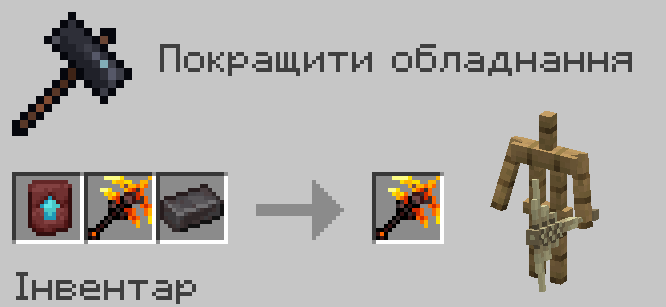 Покращити обладнання
Інвентар